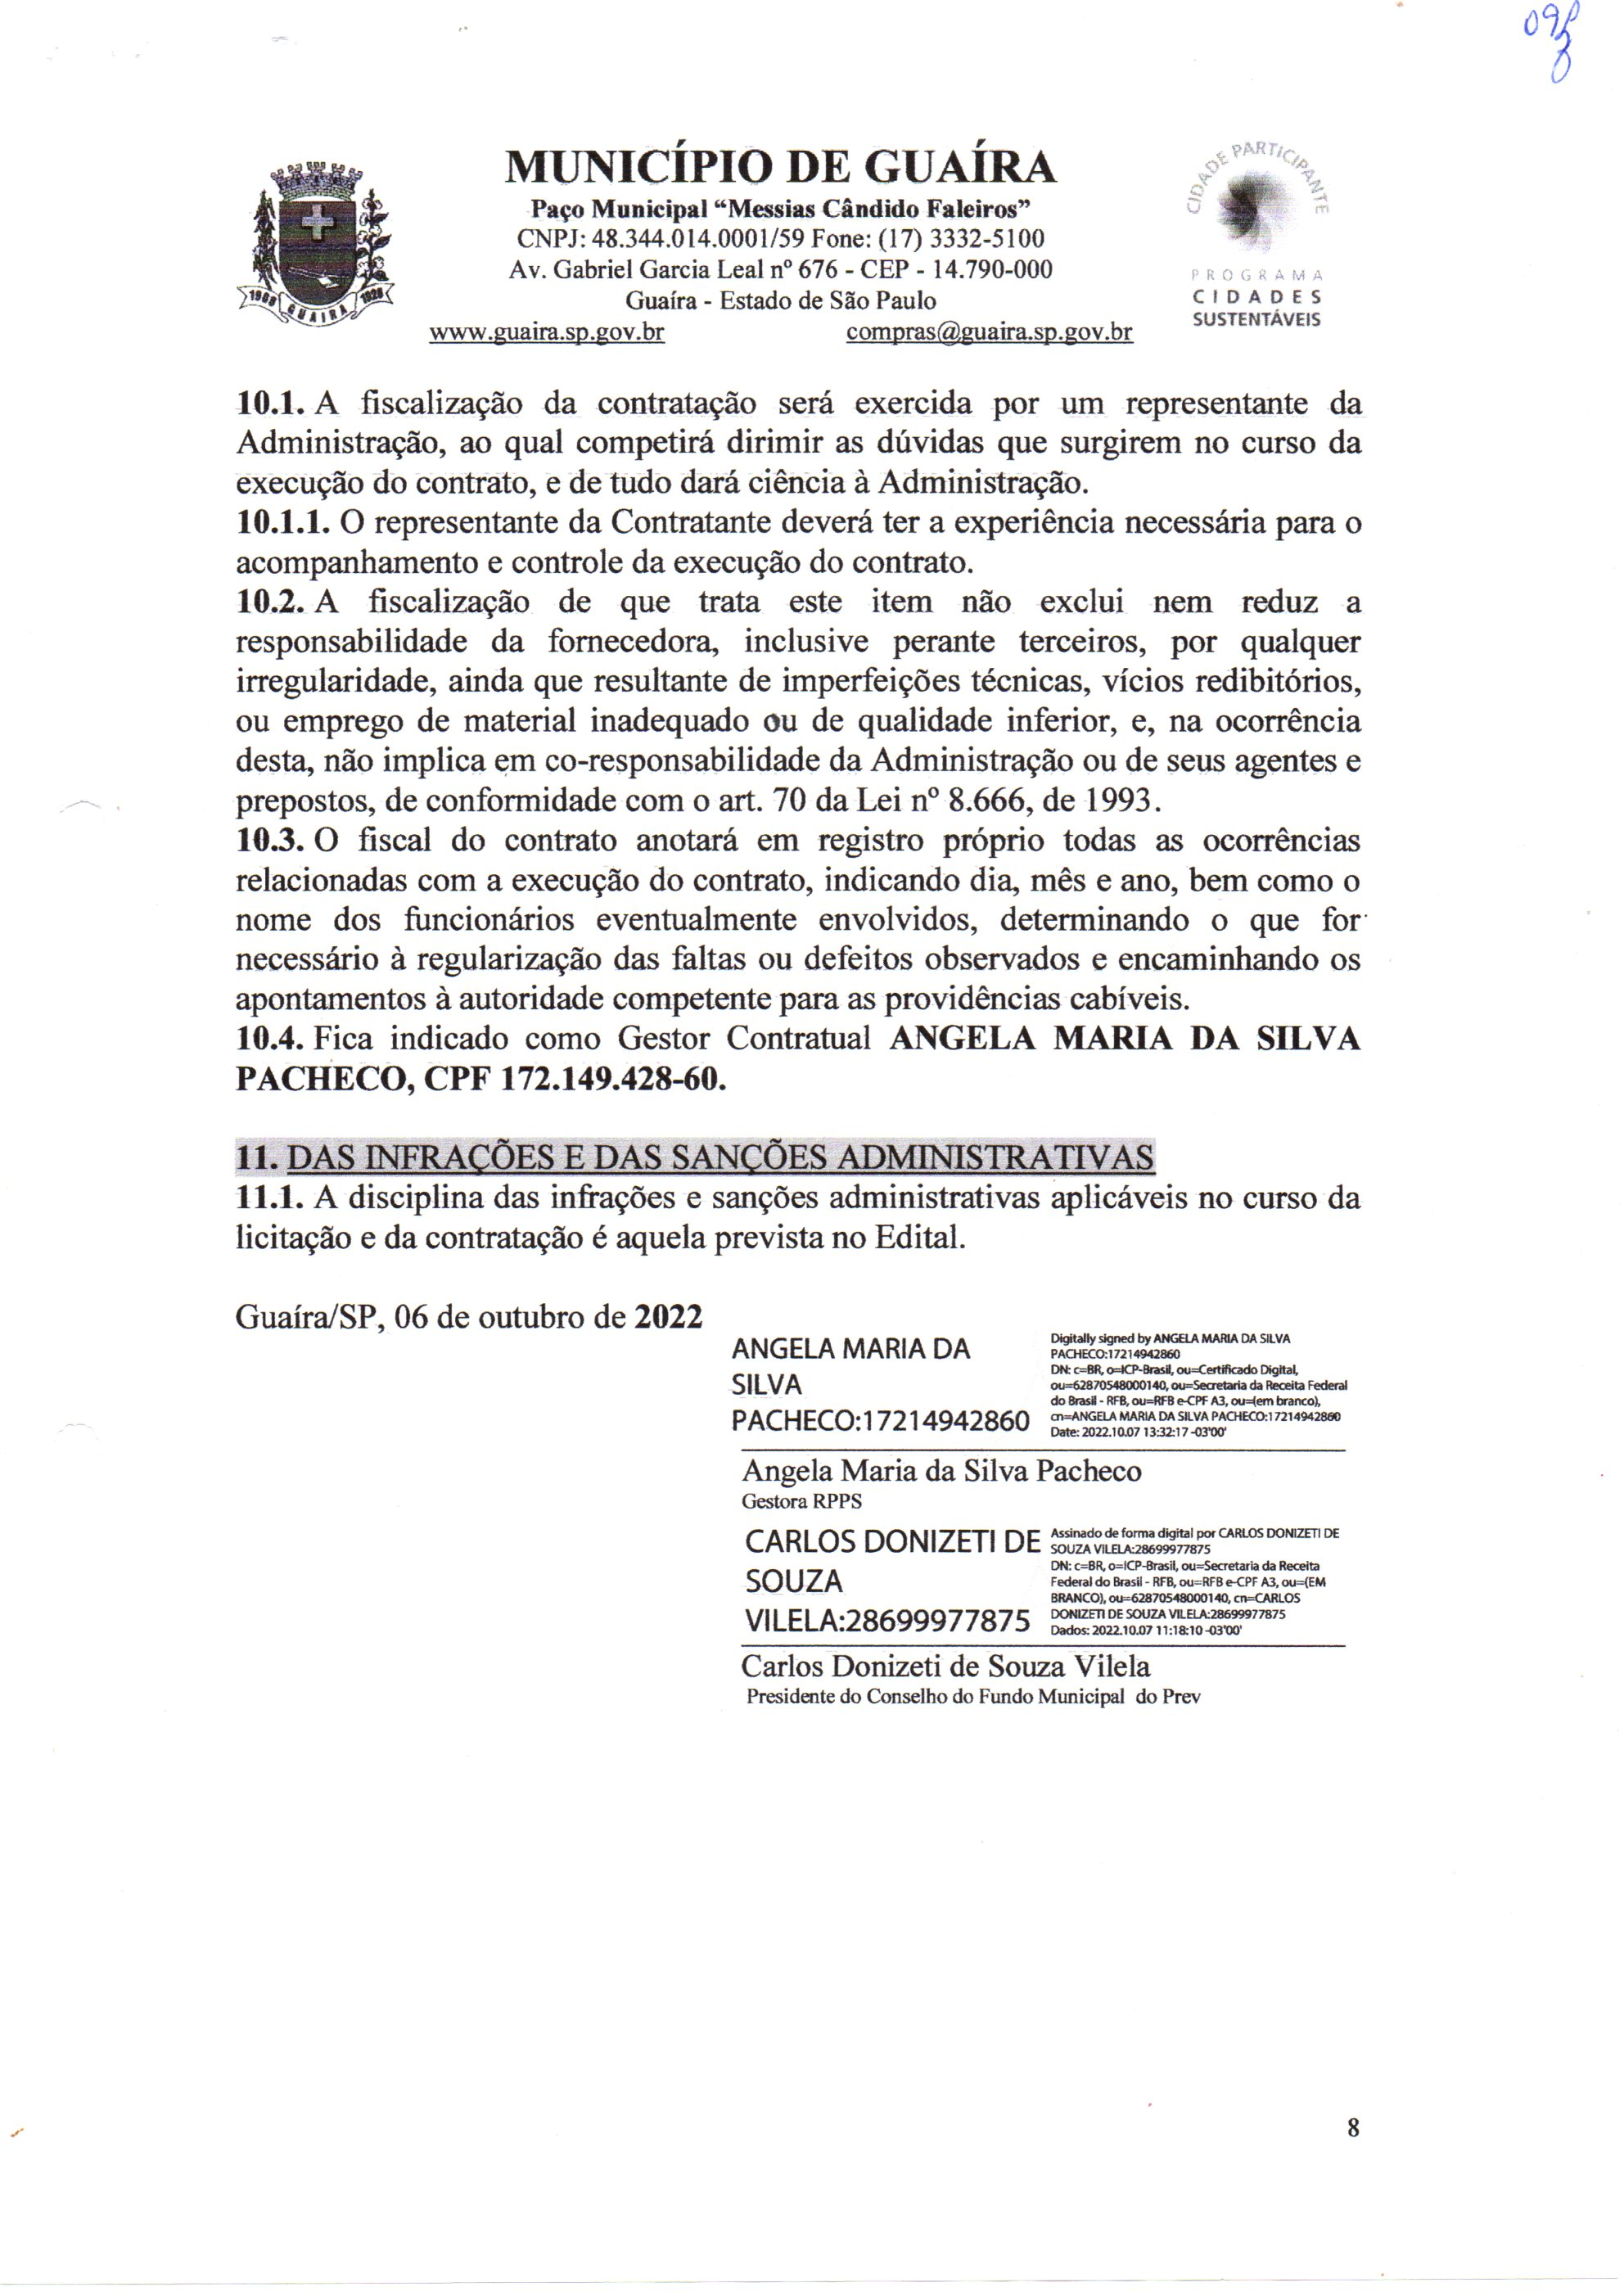 MUNICÍPIO DE GUAÍRA
Paço Municipal “Messias Cândido Faleiros”
CNPJ: 48.344.014.0001/59 Fone: (17) 3332-5100
Av. Gabriel Garcia Leal nº 676 - CEP - 14.790-000
Guaíra - Estado de São Paulo
www.guaira.sp.gov.br compras@guaira.sp.gov.br
GUAIRA
CIDADE PARTICIPANTE
PROGRAMA
CIDADES
SUSTENTÁVEIS
10.1. A fiscalização da contratação será exercida por um representante da
Administração, ao qual competirá dirimir as dúvidas que surgirem no curso da
execução do contrato, e de tudo dará ciência à Administração.
10.1.1. O representante da Contratante deverá ter a experiência necessária para o
acompanhamento e controle da execução do contrato.
10.2. A fiscalização de que trata este item não exclui nem reduz a
responsabilidade da fornecedora, inclusive perante terceiros, por qualquer
irregularidade, ainda que resultante de imperfeições técnicas, vícios redibitórios,
ou emprego de material inadequado ou de qualidade inferior, e, na ocorrência
desta, não implica em co-responsabilidade da Administração ou de seus agentes e
prepostos, de conformidade com o art. 70 da Lei nº 8.666, de 1993.
10.3. O fiscal do contrato anotará em registro próprio todas as ocorrências
relacionadas com a execução do contrato, indicando dia, mês e ano, bem como o
nome dos funcionários eventualmente envolvidos, determinando o que for
necessário à regularização das faltas ou defeitos observados e encaminhando os
apontamentos à autoridade competente para as providências cabíveis.
10.4. Fica indicado como Gestor Contratual ANGELA MARIA DA SILVA
PACHECO, CPF 172.149.428-60.
11. DAS INFRAÇÕES E DAS SANÇÕES ADMINISTRATIVAS
11.1. A disciplina das infrações e sanções administrativas aplicáveis no curso da
licitação e da contratação é aquela prevista no Edital.
Guaíra/SP, 06 de outubro de 2022
ANGELA MARIA DA
SILVA
PACHECO:17214942860
Digitally signed by ANGELA MARIA DA SILVA
PACHECO:17214942860
DN: c=BR, o=ICP-Brasil, ou=Certificado Digital,
ou=62870548000140, ou=Secretaria da Receita Federal
do Brasil - RFB, ou=RFB e-CPF A3, ou=(em branco),
cn=ANGELA MARIA DA SILVA PACHECO:17214942860
Date: 2022.10.07 13:32:17 -03'00'
Angela Maria da Silva Pacheco
Gestora RPPS
CARLOS DONIZETI DE
SOUZA
VILELA:28699977875
Assinado de forma digital por CARLOS DONIZETI DE
SOUZA VILELA:28699977875
DN: c=BR, o=ICP-Brasil, ou=Secretaria da Receita
Federal do Brasil - RFB, ou=RFB e-CPF A3, ou=(EM
BRANCO), ou=62870548000140, cn=CARLOS
DONIZETI DE SOUZA VILELA:28699977875
Dados: 2022.10.07 11:18:10 -03'00'
Carlos Donizeti de Souza Vilela
Presidente do Conselho do Fundo Municipal do Prev
8